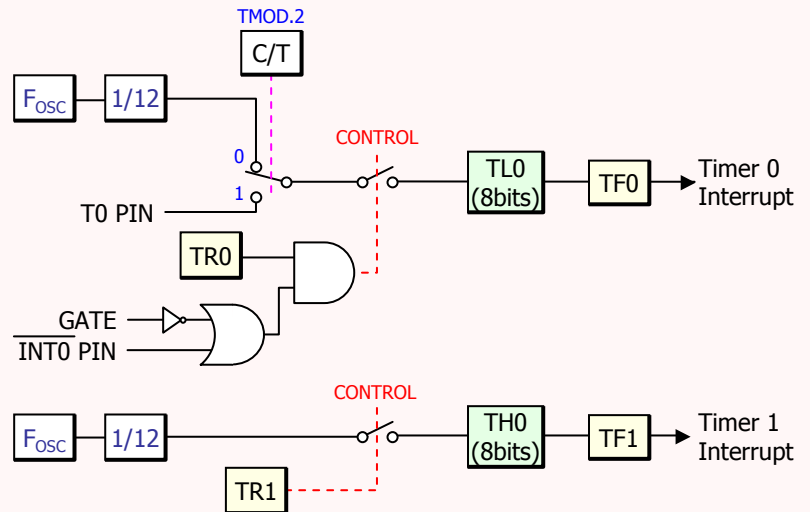 TMOD.2
C/T
FOSC
1/12
CONTROL
0
1
T0 PIN
TL0
(8bits)
TF0
Timer 0
Interrupt
TR0
GATE
INT0 PIN
CONTROL
FOSC
1/12
TH0
(8bits)
TF1
Timer 1
Interrupt
TR1